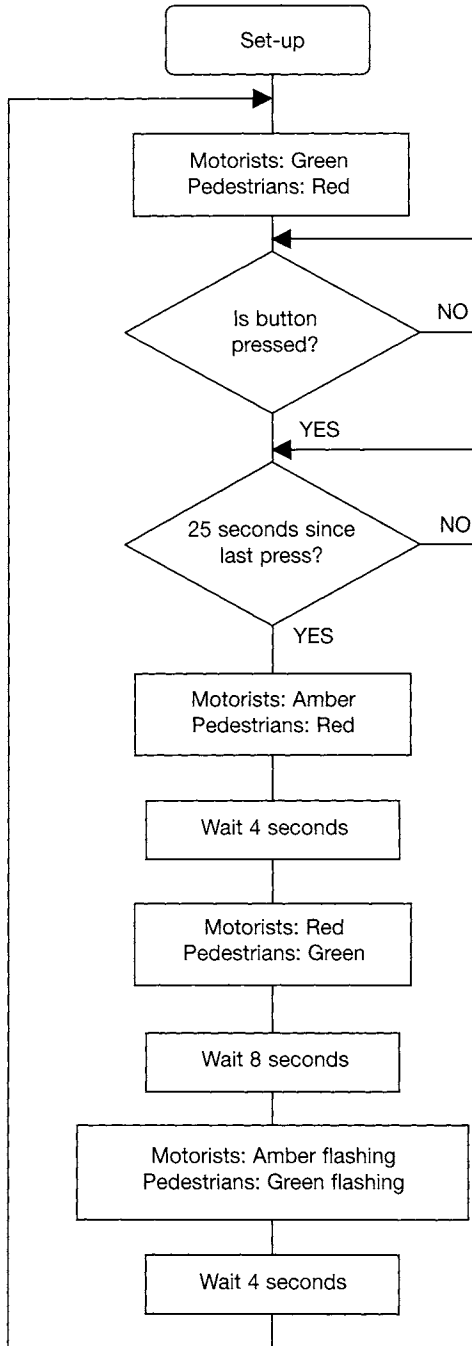 Set-up
Motorists: Green
Pedestrians: Red
Is button
pressed?
NO
YES
25 seconds since
last press?
NO
YES
Motorists: Amber
Pedestrians: Red
Wait 4 seconds
Motorists: Red
Pedestrians: Green
Wait 8 seconds
Motorists: Amber flashing
Pedestrians: Green flashing
Wait 4 seconds